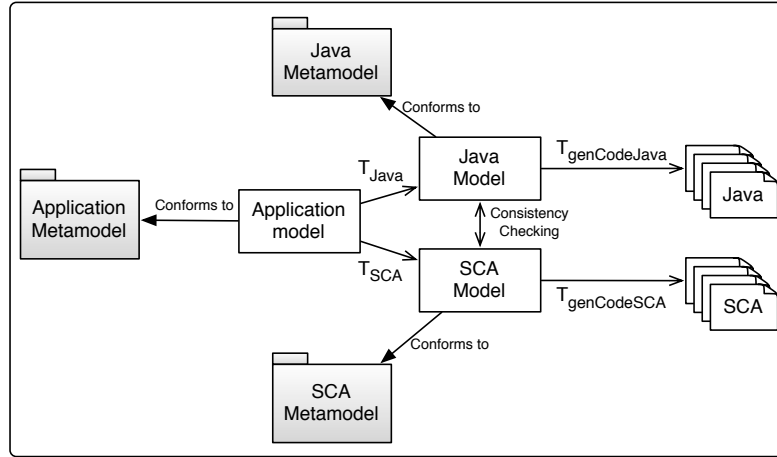 Java
Metamodel
Conforms to
T_Java
Java
Model
T_genCodeJava
Java
Application
Metamodel
Conforms to
Application
model
Consistency
Checking
T_SCA
SCA
Model
T_genCodeSCA
SCA
Conforms to
SCA
Metamodel